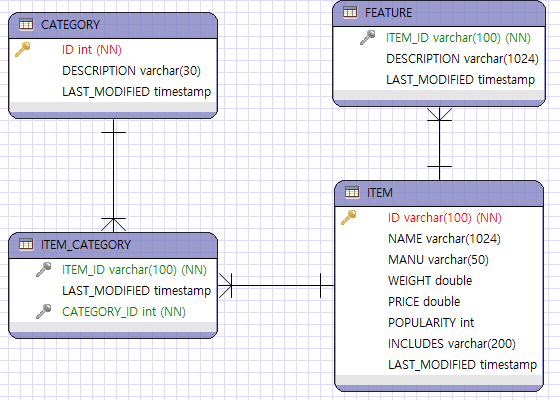 CATEGORY
ID int (NN)
DESCRIPTION varchar(30)
LAST_MODIFIED timestamp
FEATURE
ITEM_ID varchar(100) (NN)
DESCRIPTION varchar(1024)
LAST_MODIFIED timestamp
ITEM_CATEGORY
ITEM_ID varchar(100) (NN)
LAST_MODIFIED timestamp
CATEGORY_ID int (NN)
ITEM
ID varchar(100) (NN)
NAME varchar(1024)
MANU varchar(50)
WEIGHT double
PRICE double
POPULARITY int
INCLUDES varchar(200)
LAST_MODIFIED timestamp